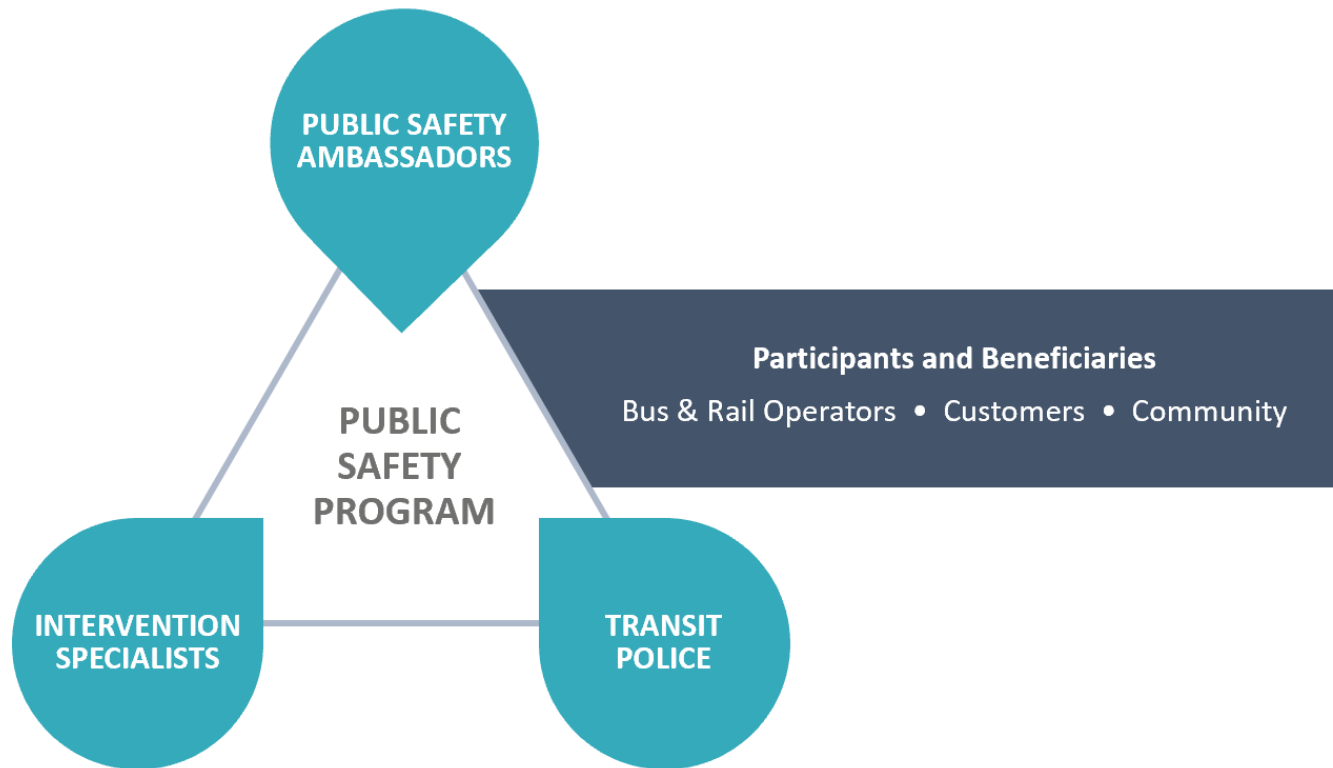 PUBLIC SAFETY
AMBASSADORS
Participants and Beneficiaries
Bus & Rail Operators • Customers • Community
PUBLIC
SAFETY
PROGRAM
INTERVENTION
SPECIALISTS
TRANSIT
POLICE